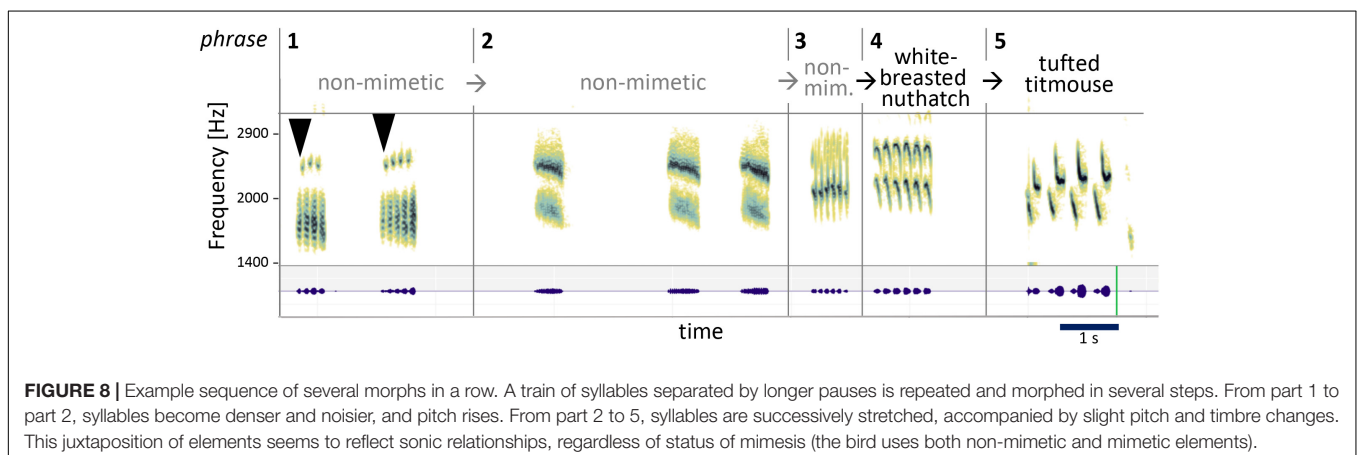 phrase 1 2 3 4 5
non-mimetic → non-mimetic → non-
mim. → white-
breasted
nuthatch → tufted
titmouse
Frequency [Hz]
2900
2000
1400
time
1 s
FIGURE 8 | Example sequence of several morphs in a row. A train of syllables separated by longer pauses is repeated and morphed in several steps. From part 1 to
part 2, syllables become denser and noisier, and pitch rises. From part 2 to 5, syllables are successively stretched, accompanied by slight pitch and timbre changes.
This juxtaposition of elements seems to reflect sonic relationships, regardless of status of mimesis (the bird uses both non-mimetic and mimetic elements).